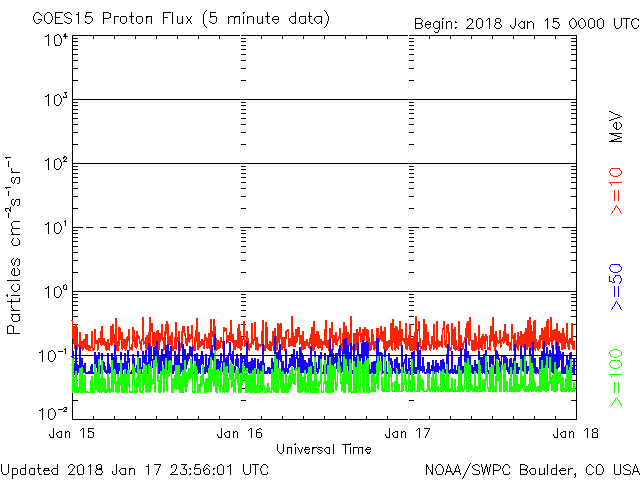 GOES15 Proton Flux (5 minute data)
Begin: 2018 Jan 15 0000 UTC
Particles cm⁻²s⁻¹sr⁻¹
10⁴
10³
10²
10¹
10⁰
10⁻¹
10⁻²
Jan 15
Jan 16
Jan 17
Jan 18
Universal Time
MeV
>=10
>=50
>=100
Updated 2018 Jan 17 23:56:01 UTC
NOAA/SWPC Boulder, CO USA